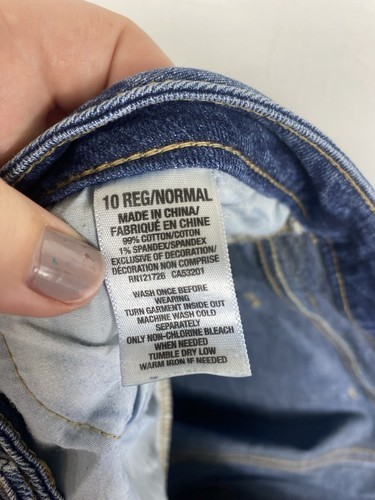 10 REG/NORMAL
MADE IN CHINA/
FABRIQUÉ EN CHINE
99% COTTON/COTON
1% SPANDEX/SPANDEX
EXCLUSIVE OF DECORATION/
DÉCORATION NON COMPRISE
RN121726 CA53201
WASH ONCE BEFORE
WEARING
TURN GARMENT INSIDE OUT
MACHINE WASH COLD
SEPARATELY
ONLY NON-CHLORINE BLEACH
WHEN NEEDED
TUMBLE DRY LOW
WARM IRON IF NEEDED